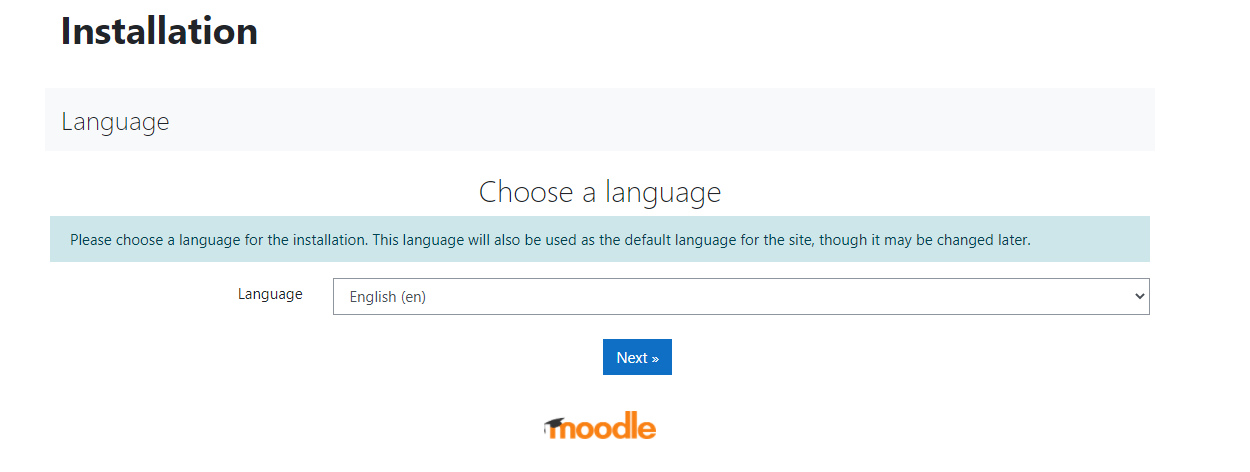 Installation
Language
Choose a language
Please choose a language for the installation. This language will also be used as the default language for the site, though it may be changed later.
Language English (en)
Next »
moodle